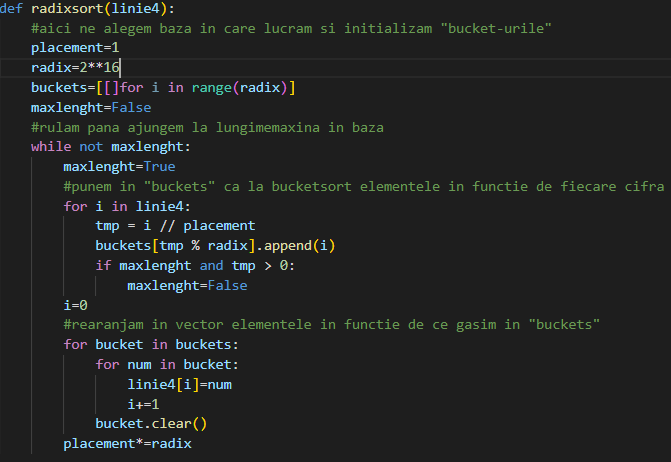 def radixsort(linie4):
    #aici ne alegem baza in care lucram si initializam "bucket-urile"
    placement=1
    radix=2**16
    buckets=[[]for i in range(radix)]
    maxlenght=False
    #rulam pana ajungem la lungimemaxina in baza
    while not maxlenght:
        maxlenght=True
        #punem in "buckets" ca la bucketsort elementele in functie de fiecare cifra
        for i in linie4:
            tmp = i // placement
            buckets[tmp % radix].append(i)
            if maxlenght and tmp > 0:
                maxlenght=False
        i=0
        #rearanjam in vector elementele in functie de ce gasim in "buckets"
        for bucket in buckets:
            for num in bucket:
                linie4[i]=num
                i+=1
            bucket.clear()
        placement*=radix